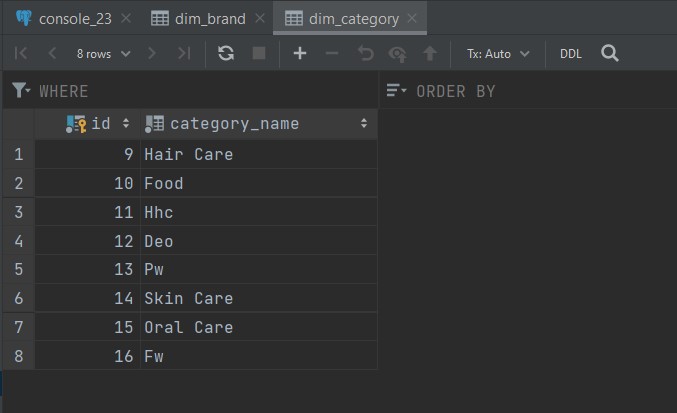 console_23 dim_brand dim_category
8 rows Tx: Auto DDL
WHERE ORDER BY
id category_name
1 9 Hair Care
2 10 Food
3 11 Hhc
4 12 Deo
5 13 Pw
6 14 Skin Care
7 15 Oral Care
8 16 Fw